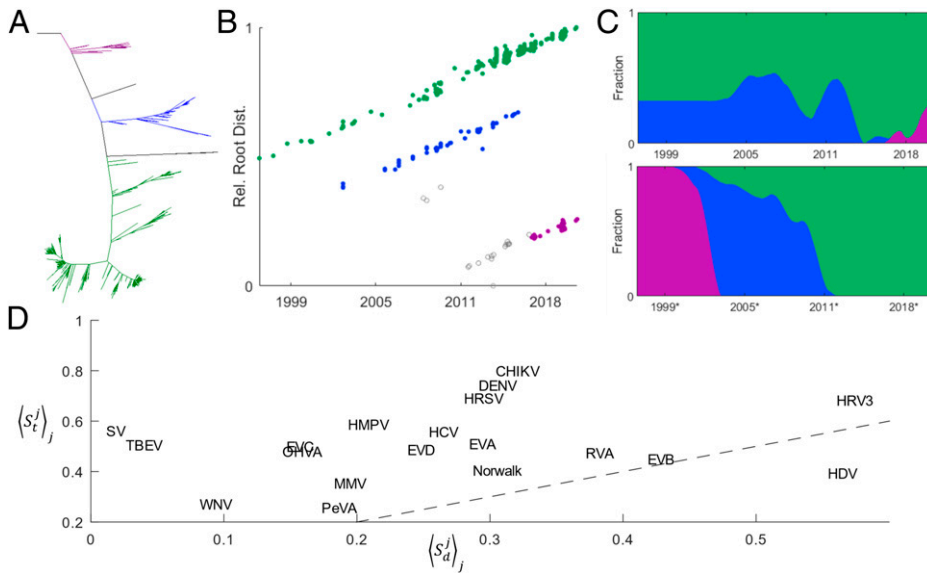 A
B
C
1
Rel. Root Dist.
0
1999
2005
2011
2018
1
Fraction
0
1999
2005
2011
2018
1
Fraction
0
1999*
2005*
2011*
2018*
D
1
0.8
0.6
0.4
0.2
⟨S_t^j⟩_j
CHIKV
DENV
HRSV
HRV3
SV
HMPV
TBEV
HCV
EVC
EVD
EVA
RVA
EVB
Norwalk
HDV
MMV
WNV
PeVA
0
0.1
0.2
0.3
0.4
0.5
⟨S_d^j⟩_j